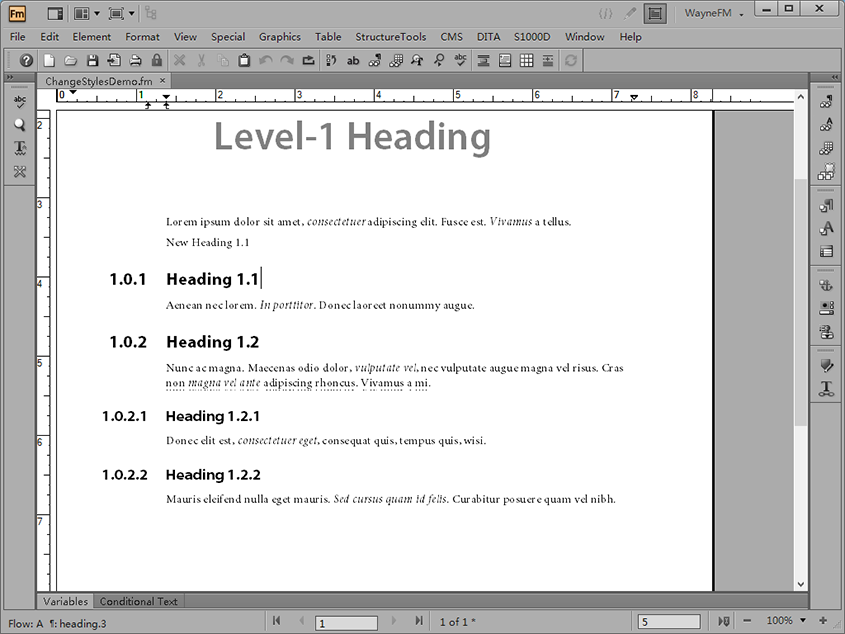 Fm
WayneFM
File Edit Element Format View Special Graphics Table StructureTools CMS DITA S1000D Window Help
ChangeStylesDemo.fm ×
0 1 2 3 4 5 6 7 8
2
3
4
5
6
7
Level-1 Heading
Lorem ipsum dolor sit amet, consectetuer adipiscing elit. Fusce est. Vivamus a tellus.
New Heading 1.1
1.0.1 Heading 1.1
Aenean nec lorem. In porttitor. Donec laoreet nonummy augue.
1.0.2 Heading 1.2
Nunc ac magna. Maecenas odio dolor, vulputate vel, nec vulputate augue magna vel risus. Cras
non magna vel ante adipiscing rhoncus. Vivamus a mi.
1.0.2.1 Heading 1.2.1
Donec elit est, consectetuer eget, consequat quis, tempus quis, wisi.
1.0.2.2 Heading 1.2.2
Mauris eleifend nulla eget mauris. Sed cursus quam id felis. Curabitur posuere quam vel nibh.
Variables Conditional Text
Flow: A ¶: heading.3 1 1 of 1 * 5 100%